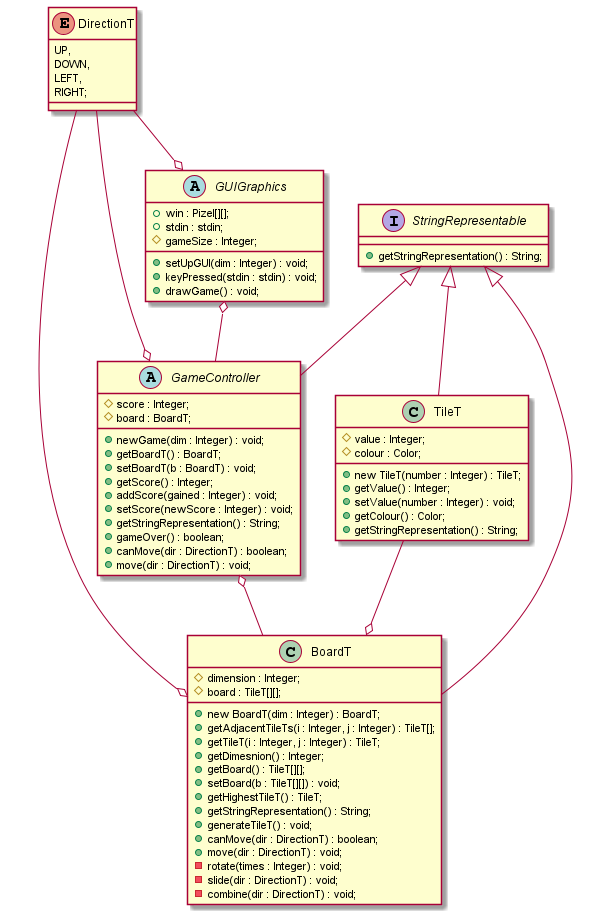 E DirectionT
UP,
DOWN,
LEFT,
RIGHT;
A GUIGraphics
win : Pizel[][];
stdin : stdin;
gameSize : Integer;
setUpGUI(dim : Integer) : void;
keyPressed(stdin : stdin) : void;
drawGame() : void;
I StringRepresentable
getStringRepresentation() : String;
A GameController
score : Integer;
board : BoardT;
newGame(dim : Integer) : void;
getBoardT() : BoardT;
setBoardT(b : BoardT) : void;
getScore() : Integer;
addScore(gained : Integer) : void;
setScore(newScore : Integer) : void;
getStringRepresentation() : String;
gameOver() : boolean;
canMove(dir : DirectionT) : boolean;
move(dir : DirectionT) : void;
C TileT
value : Integer;
colour : Color;
new TileT(number : Integer) : TileT;
getValue() : Integer;
setValue(number : Integer) : void;
getColour() : Color;
getStringRepresentation() : String;
C BoardT
dimension : Integer;
board : TileT[][];
new BoardT(dim : Integer) : BoardT;
getAdjacentTileTs(i : Integer, j : Integer) : TileT[];
getTileT(i : Integer, j : Integer) : TileT;
getDimesnion() : Integer;
getBoard() : TileT[][];
setBoard(b : TileT[][]) : void;
getHighestTileT() : TileT;
getStringRepresentation() : String;
generateTileT() : void;
canMove(dir : DirectionT) : boolean;
move(dir : DirectionT) : void;
rotate(times : Integer) : void;
slide(dir : DirectionT) : void;
combine(dir : DirectionT) : void;